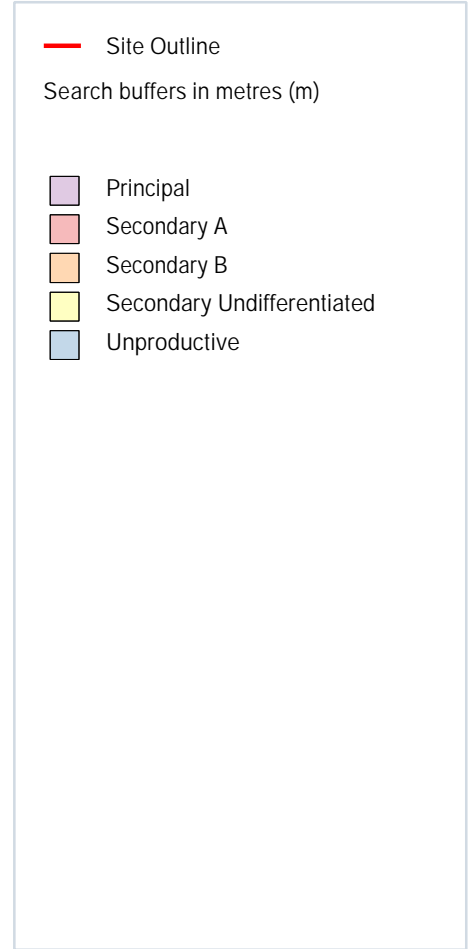 Site Outline
Search buffers in metres (m)
Principal
Secondary A
Secondary B
Secondary Undifferentiated
Unproductive